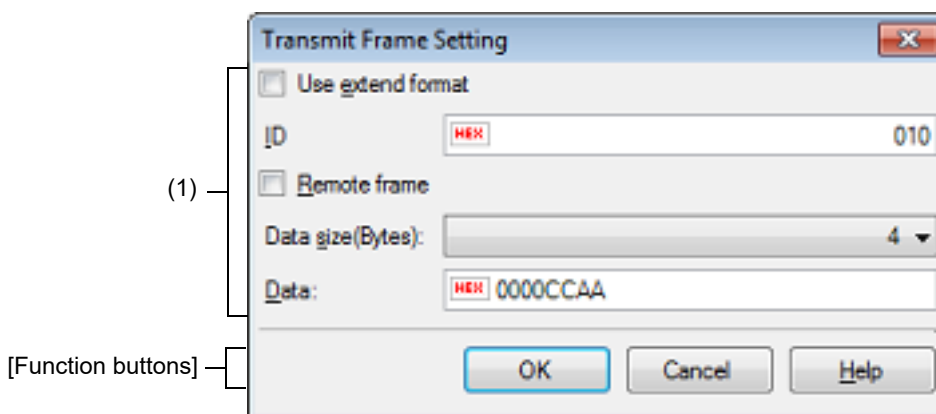 Transmit Frame Setting
Use extend format
ID HEX 010
(1)
Remote frame
Data size(Bytes): 4
Data: HEX 0000CCAA
[Function buttons]
OK Cancel Help